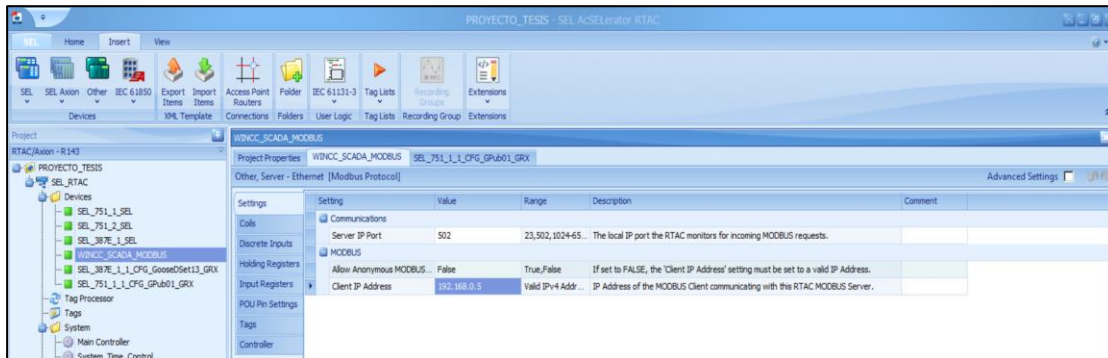 PROYECTO_TESIS - SEL AcSELerator RTAC
SEL Home Insert View
SEL SEL Axion Other IEC 61850 Export Items Import Items Access Point Routers Folder IEC 61131-3 Tag Lists Recording Groups Extensions
Devices XML Template Connections Folders User Logic Tag Lists Recording Group Extensions
Project
WINCC_SCADA_MODBUS
RTAC/Axion - R143
Project Properties WINCC_SCADA_MODBUS SEL_751_1_1_CFG_GPub01_GRX
PROYECTO_TESIS
Other, Server - Ethernet [Modbus Protocol] Advanced Settings
SEL_RTAC
Devices
SEL_751_1_SEL
SEL_751_2_SEL
SEL_387E_1_SEL
WINCC_SCADA_MODBUS
SEL_387E_1_1_CFG_GooseDSet13_GRX
SEL_751_1_1_CFG_GPub01_GRX
Tag Processor
Tags
System
Main Controller
System_Time_Control
Settings
Coils
Discrete Inputs
Holding Registers
Input Registers
POU Pin Settings
Tags
Controller
Setting Value Range Description Comment
Communications
Server IP Port 502 23,502,1024-65... The local IP port the RTAC monitors for incoming MODBUS requests.
MODBUS
Allow Anonymous MODBUS... False True,False If set to FALSE, the 'Client IP Address' setting must be set to a valid IP Address.
Client IP Address 192.168.0.5 Valid IPv4 Addr... IP Address of the MODBUS Client communicating with this RTAC MODBUS Server.